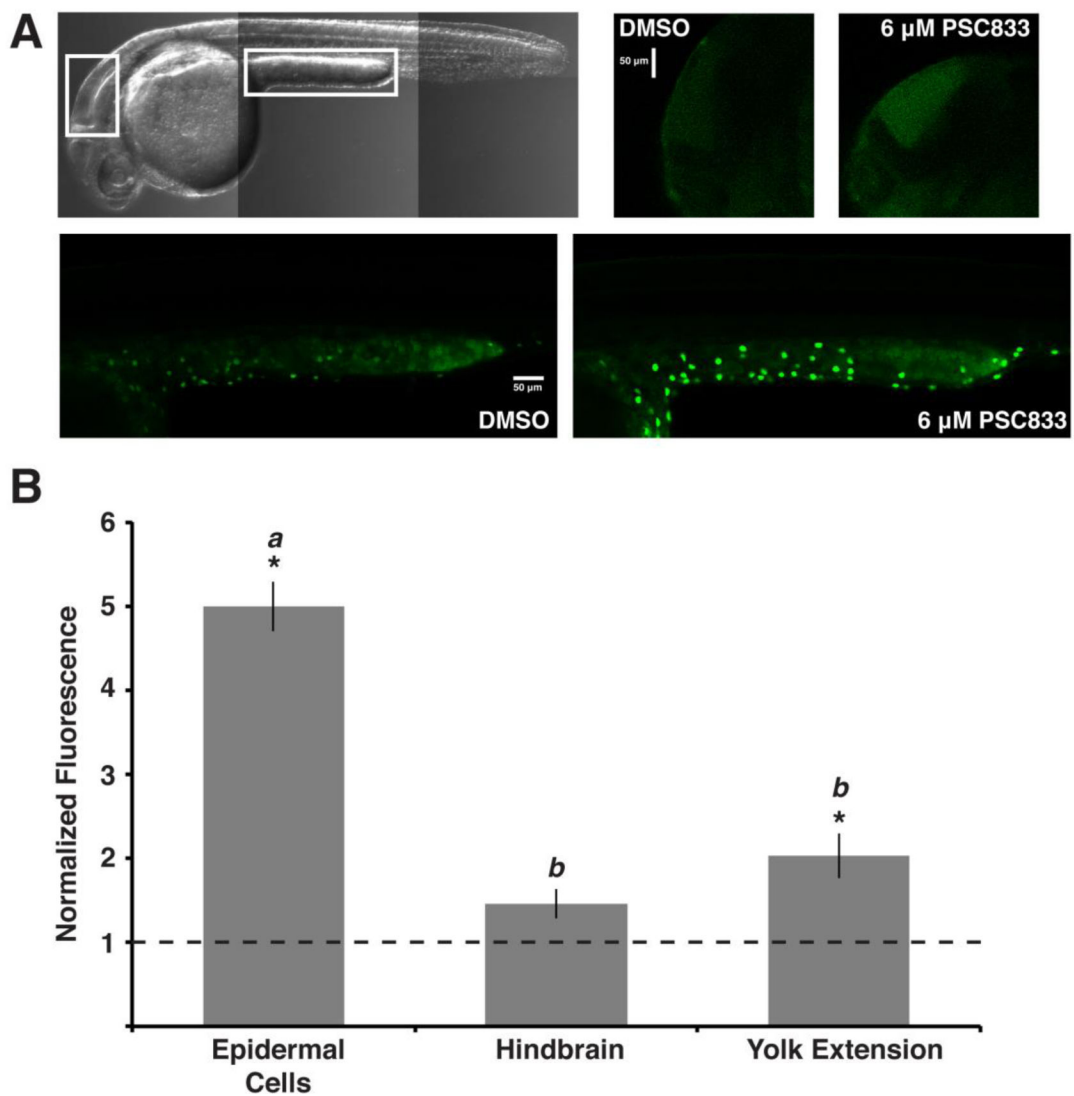 A
DMSO
50 µm
6 µM PSC833
50 µm
DMSO
6 µM PSC833
B
Normalized Fluorescence
6
5
4
3
2
1
a
*
b
b
*
Epidermal
Cells
Hindbrain
Yolk Extension